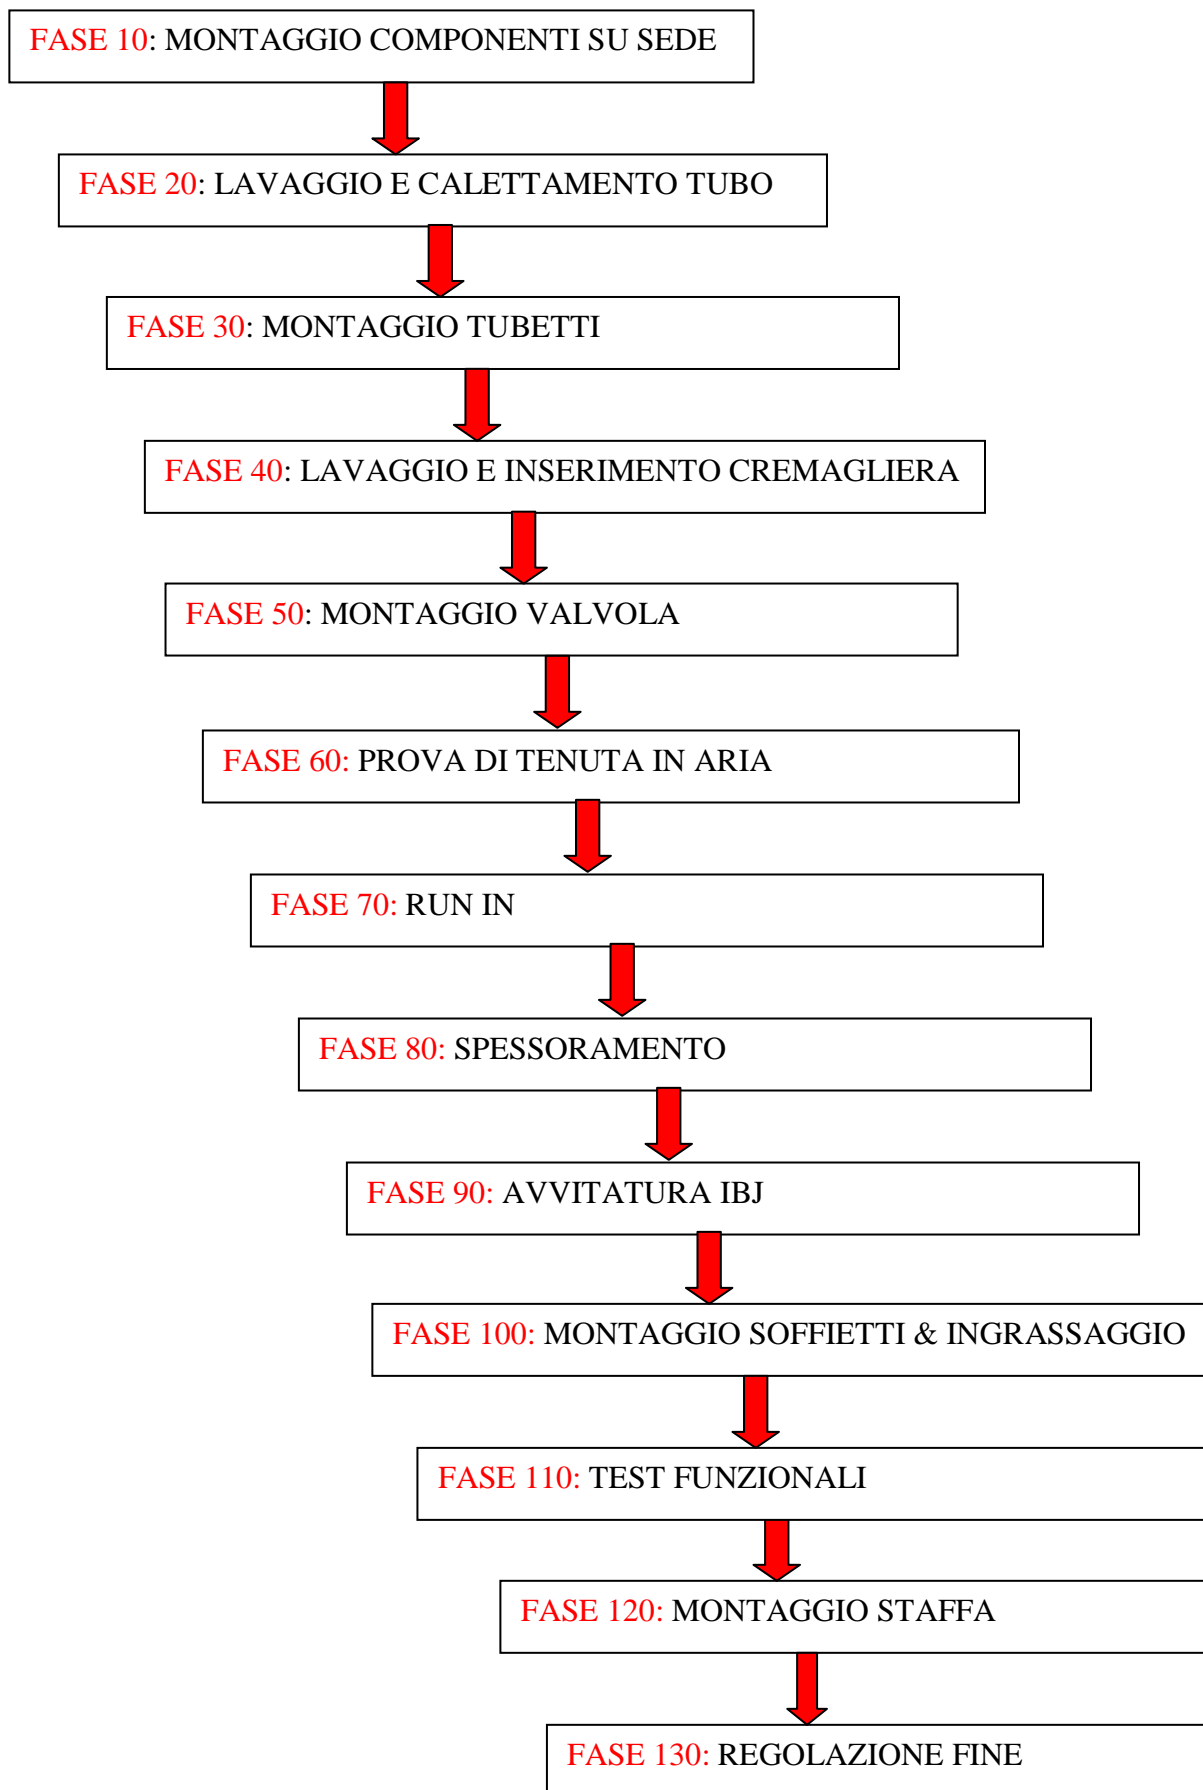 FASE 10: MONTAGGIO COMPONENTI SU SEDE
FASE 20: LAVAGGIO E CALETTAMENTO TUBO
FASE 30: MONTAGGIO TUBETTI
FASE 40: LAVAGGIO E INSERIMENTO CREMAGLIERA
FASE 50: MONTAGGIO VALVOLA
FASE 60: PROVA DI TENUTA IN ARIA
FASE 70: RUN IN
FASE 80: SPESSORAMENTO
FASE 90: AVVITATURA IBJ
FASE 100: MONTAGGIO SOFFIETTI & INGRASSAGGIO
FASE 110: TEST FUNZIONALI
FASE 120: MONTAGGIO STAFFA
FASE 130: REGOLAZIONE FINE